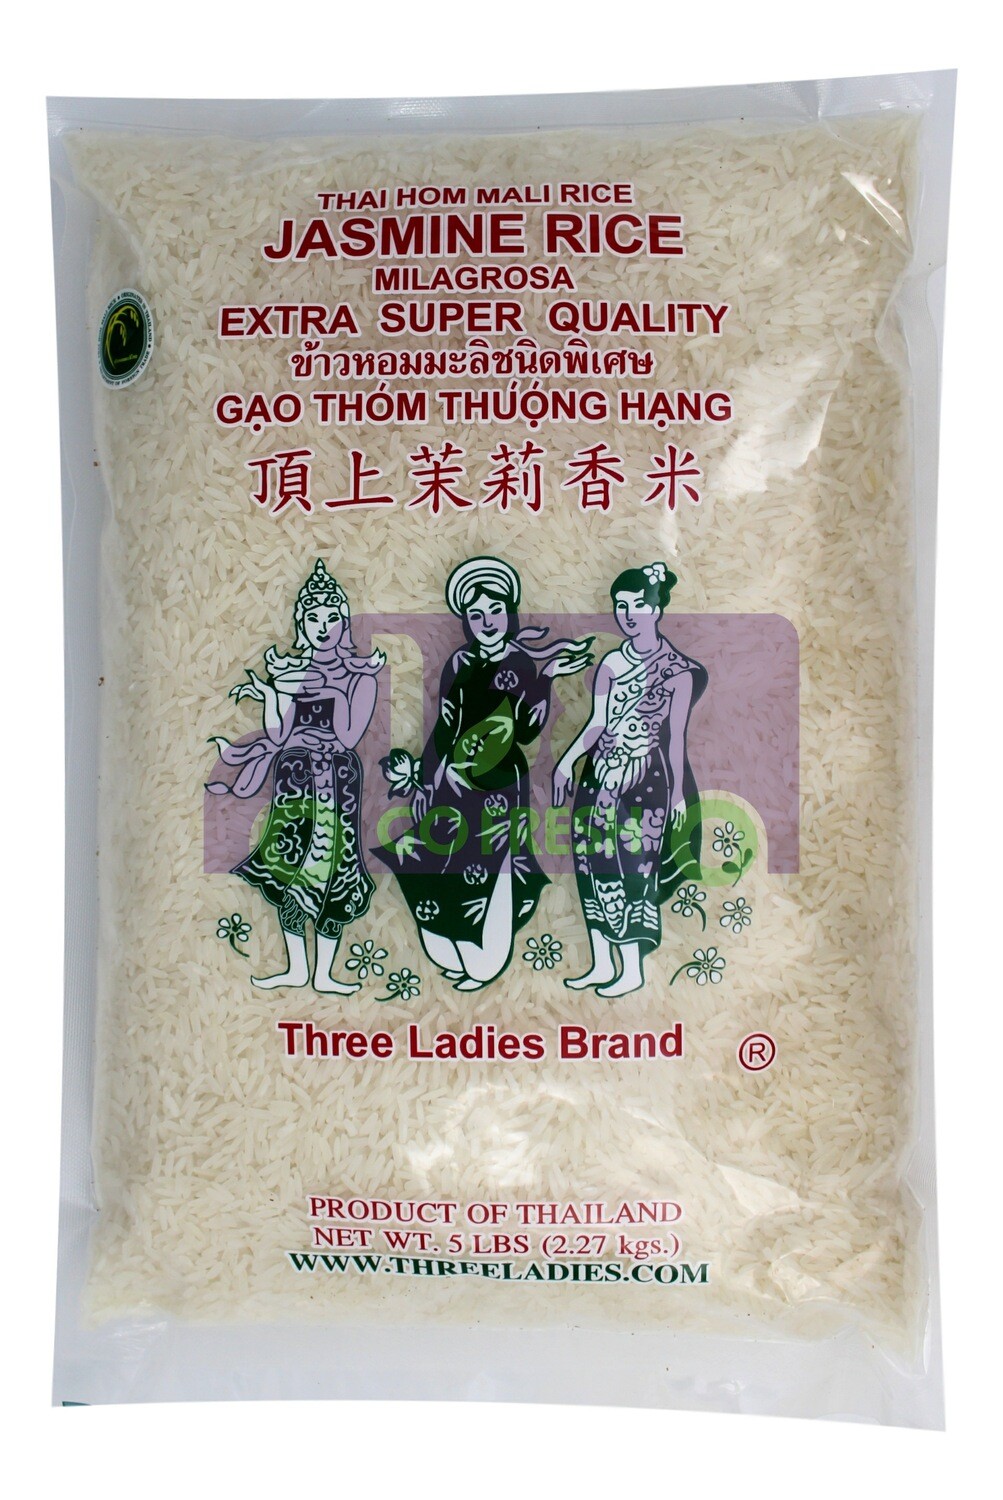 THAI HOM MALI RICE
JASMINE RICE
MILAGROSA
EXTRA SUPER QUALITY
ข้าวหอมมะลิชนิดพิเศษ
GẠO THÓM THƯỢNG HẠNG
頂上茉莉香米
GO FRESH
Three Ladies Brand ®
PRODUCT OF THAILAND
NET WT. 5 LBS (2.27 kgs.)
WWW.THREELADIES.COM